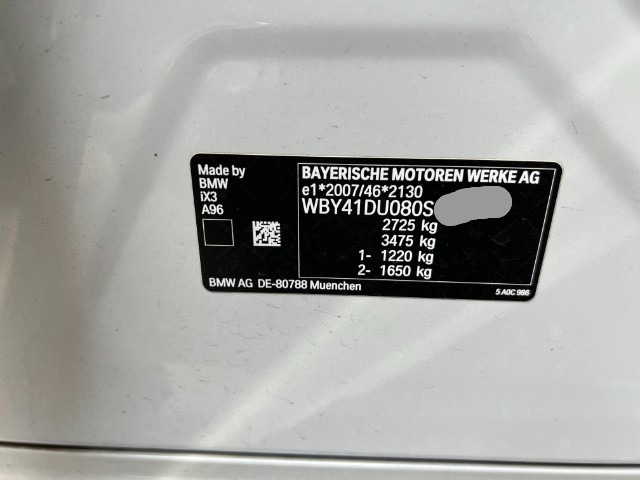 Made by
BMW
iX3
A96
BAYERISCHE MOTOREN WERKE AG
e1*2007/46*2130
WBY41DU080S
2725 kg
3475 kg
1- 1220 kg
2- 1650 kg
BMW AG DE-80788 Muenchen
5 A0C 986